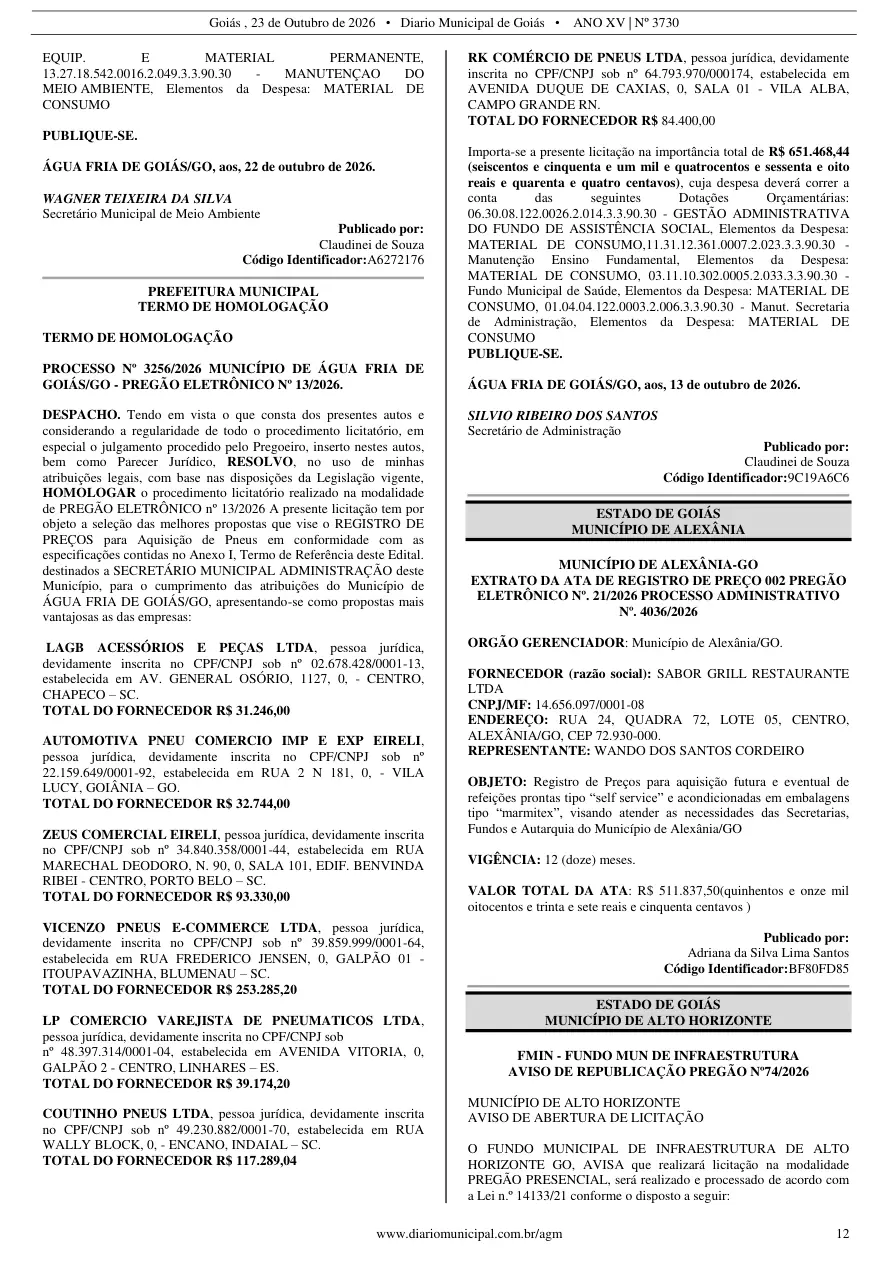 Goiás , 23 de Outubro de 2026 • Diario Municipal de Goiás • ANO XV | Nº 3730
EQUIP. E MATERIAL PERMANENTE,
13.27.18.542.0016.2.049.3.3.90.30 - MANUTENÇAO DO
MEIO AMBIENTE, Elementos da Despesa: MATERIAL DE
CONSUMO
PUBLIQUE-SE.
ÁGUA FRIA DE GOIÁS/GO, aos, 22 de outubro de 2026.
WAGNER TEIXEIRA DA SILVA
Secretário Municipal de Meio Ambiente
Publicado por:
Claudinei de Souza
Código Identificador:A6272176
PREFEITURA MUNICIPAL
TERMO DE HOMOLOGAÇÃO
TERMO DE HOMOLOGAÇÃO
PROCESSO Nº 3256/2026 MUNICÍPIO DE ÁGUA FRIA DE
GOIÁS/GO - PREGÃO ELETRÔNICO Nº 13/2026.
DESPACHO. Tendo em vista o que consta dos presentes autos e
considerando a regularidade de todo o procedimento licitatório, em
especial o julgamento procedido pelo Pregoeiro, inserto nestes autos,
bem como Parecer Jurídico, RESOLVO, no uso de minhas
atribuições legais, com base nas disposições da Legislação vigente,
HOMOLOGAR o procedimento licitatório realizado na modalidade
de PREGÃO ELETRÔNICO nº 13/2026 A presente licitação tem por
objeto a seleção das melhores propostas que vise o REGISTRO DE
PREÇOS para Aquisição de Pneus em conformidade com as
especificações contidas no Anexo I, Termo de Referência deste Edital.
destinados a SECRETÁRIO MUNICIPAL ADMINISTRAÇÃO deste
Município, para o cumprimento das atribuições do Município de
ÁGUA FRIA DE GOIÁS/GO, apresentando-se como propostas mais
vantajosas as das empresas:
LAGB ACESSÓRIOS E PEÇAS LTDA, pessoa jurídica,
devidamente inscrita no CPF/CNPJ sob nº 02.678.428/0001-13,
estabelecida em AV. GENERAL OSÓRIO, 1127, 0, - CENTRO,
CHAPECO – SC.
TOTAL DO FORNECEDOR R$ 31.246,00
AUTOMOTIVA PNEU COMERCIO IMP E EXP EIRELI,
pessoa jurídica, devidamente inscrita no CPF/CNPJ sob nº
22.159.649/0001-92, estabelecida em RUA 2 N 181, 0, - VILA
LUCY, GOIÂNIA – GO.
TOTAL DO FORNECEDOR R$ 32.744,00
ZEUS COMERCIAL EIRELI, pessoa jurídica, devidamente inscrita
no CPF/CNPJ sob nº 34.840.358/0001-44, estabelecida em RUA
MARECHAL DEODORO, N. 90, 0, SALA 101, EDIF. BENVINDA
RIBEI - CENTRO, PORTO BELO – SC.
TOTAL DO FORNECEDOR R$ 93.330,00
VICENZO PNEUS E-COMMERCE LTDA, pessoa jurídica,
devidamente inscrita no CPF/CNPJ sob nº 39.859.999/0001-64,
estabelecida em RUA FREDERICO JENSEN, 0, GALPÃO 01 -
ITOUPAVAZINHA, BLUMENAU – SC.
TOTAL DO FORNECEDOR R$ 253.285,20
LP COMERCIO VAREJISTA DE PNEUMATICOS LTDA,
pessoa jurídica, devidamente inscrita no CPF/CNPJ sob
nº 48.397.314/0001-04, estabelecida em AVENIDA VITORIA, 0,
GALPÃO 2 - CENTRO, LINHARES – ES.
TOTAL DO FORNECEDOR R$ 39.174,20
COUTINHO PNEUS LTDA, pessoa jurídica, devidamente inscrita
no CPF/CNPJ sob nº 49.230.882/0001-70, estabelecida em RUA
WALLY BLOCK, 0, - ENCANO, INDAIAL – SC.
TOTAL DO FORNECEDOR R$ 117.289,04
RK COMÉRCIO DE PNEUS LTDA, pessoa jurídica, devidamente
inscrita no CPF/CNPJ sob nº 64.793.970/000174, estabelecida em
AVENIDA DUQUE DE CAXIAS, 0, SALA 01 - VILA ALBA,
CAMPO GRANDE RN.
TOTAL DO FORNECEDOR R$ 84.400,00
Importa-se a presente licitação na importância total de R$ 651.468,44
(seiscentos e cinquenta e um mil e quatrocentos e sessenta e oito
reais e quarenta e quatro centavos), cuja despesa deverá correr a
conta das seguintes Dotações Orçamentárias:
06.30.08.122.0026.2.014.3.3.90.30 - GESTÃO ADMINISTRATIVA
DO FUNDO DE ASSISTÊNCIA SOCIAL, Elementos da Despesa:
MATERIAL DE CONSUMO,11.31.12.361.0007.2.023.3.3.90.30 -
Manutenção Ensino Fundamental, Elementos da Despesa:
MATERIAL DE CONSUMO, 03.11.10.302.0005.2.033.3.3.90.30 -
Fundo Municipal de Saúde, Elementos da Despesa: MATERIAL DE
CONSUMO, 01.04.04.122.0003.2.006.3.3.90.30 - Manut. Secretaria
de Administração, Elementos da Despesa: MATERIAL DE
CONSUMO
PUBLIQUE-SE.
ÁGUA FRIA DE GOIÁS/GO, aos, 13 de outubro de 2026.
SILVIO RIBEIRO DOS SANTOS
Secretário de Administração
Publicado por:
Claudinei de Souza
Código Identificador:9C19A6C6
ESTADO DE GOIÁS
MUNICÍPIO DE ALEXÂNIA
MUNICÍPIO DE ALEXÂNIA-GO
EXTRATO DA ATA DE REGISTRO DE PREÇO 002 PREGÃO
ELETRÔNICO Nº. 21/2026 PROCESSO ADMINISTRATIVO
Nº. 4036/2026
ORGÃO GERENCIADOR: Município de Alexânia/GO.
FORNECEDOR (razão social): SABOR GRILL RESTAURANTE
LTDA
CNPJ/MF: 14.656.097/0001-08
ENDEREÇO: RUA 24, QUADRA 72, LOTE 05, CENTRO,
ALEXÂNIA/GO, CEP 72.930-000.
REPRESENTANTE: WANDO DOS SANTOS CORDEIRO
OBJETO: Registro de Preços para aquisição futura e eventual de
refeições prontas tipo “self service” e acondicionadas em embalagens
tipo “marmitex”, visando atender as necessidades das Secretarias,
Fundos e Autarquia do Município de Alexânia/GO
VIGÊNCIA: 12 (doze) meses.
VALOR TOTAL DA ATA: R$ 511.837,50(quinhentos e onze mil
oitocentos e trinta e sete reais e cinquenta centavos )
Publicado por:
Adriana da Silva Lima Santos
Código Identificador:BF80FD85
ESTADO DE GOIÁS
MUNICÍPIO DE ALTO HORIZONTE
FMIN - FUNDO MUN DE INFRAESTRUTURA
AVISO DE REPUBLICAÇÃO PREGÃO Nº74/2026
MUNICÍPIO DE ALTO HORIZONTE
AVISO DE ABERTURA DE LICITAÇÃO
O FUNDO MUNICIPAL DE INFRAESTRUTURA DE ALTO
HORIZONTE GO, AVISA que realizará licitação na modalidade
PREGÃO PRESENCIAL, será realizado e processado de acordo com
a Lei n.º 14133/21 conforme o disposto a seguir:
www.diariomunicipal.com.br/agm 12